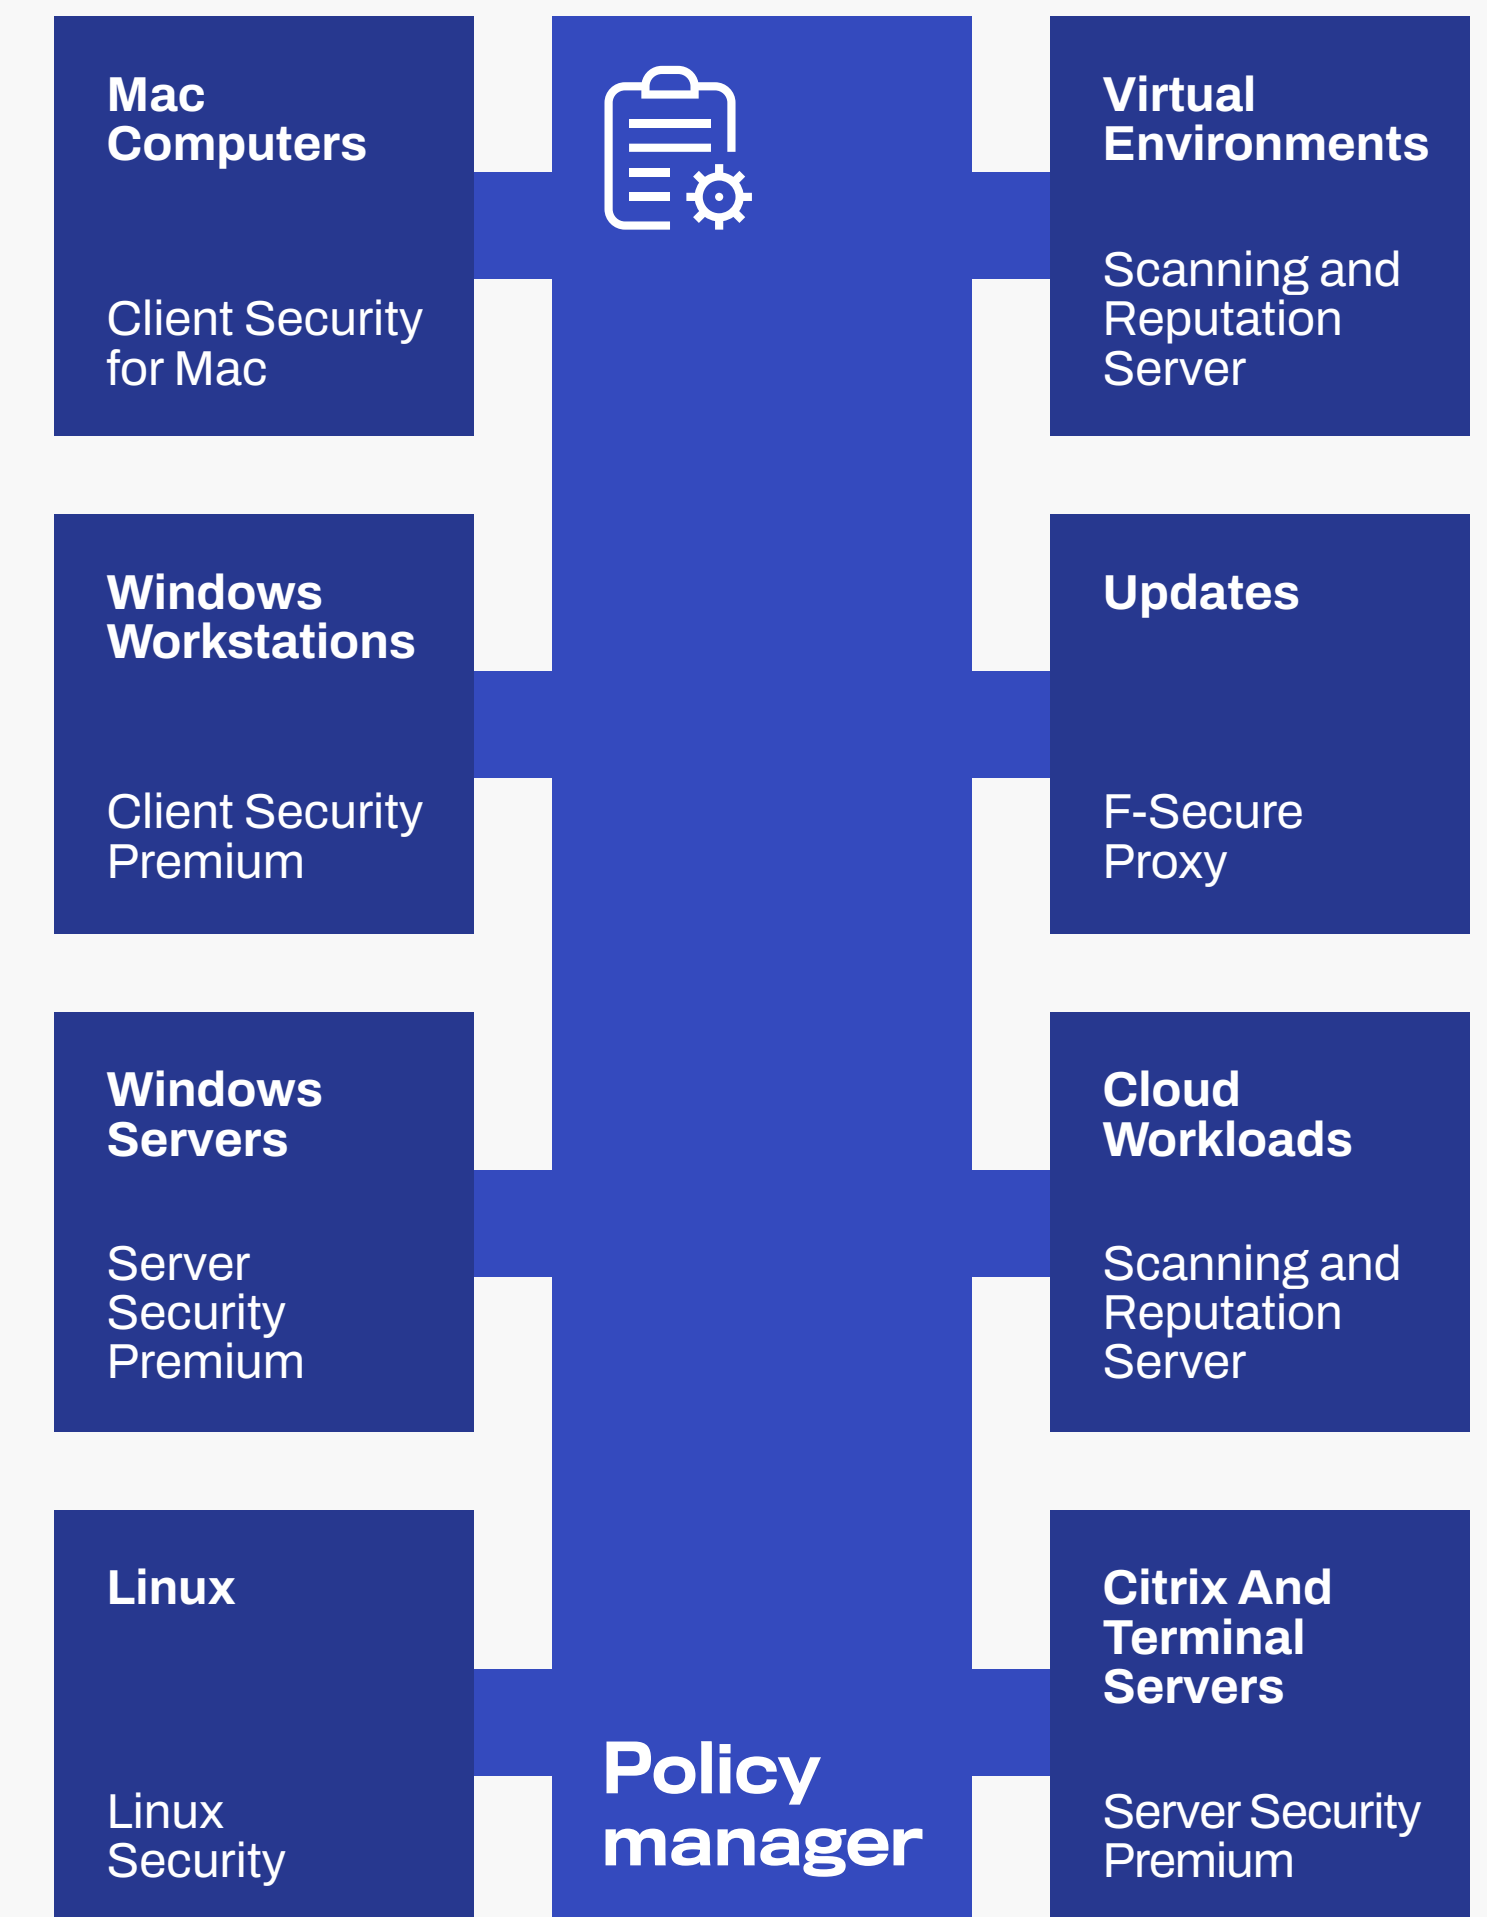 Mac
Computers
Client Security
for Mac
Windows
Workstations
Client Security
Premium
Windows
Servers
Server
Security
Premium
Linux
Linux
Security
Policy
manager
Virtual
Environments
Scanning and
Reputation
Server
Updates
F-Secure
Proxy
Cloud
Workloads
Scanning and
Reputation
Server
Citrix And
Terminal
Servers
Server Security
Premium